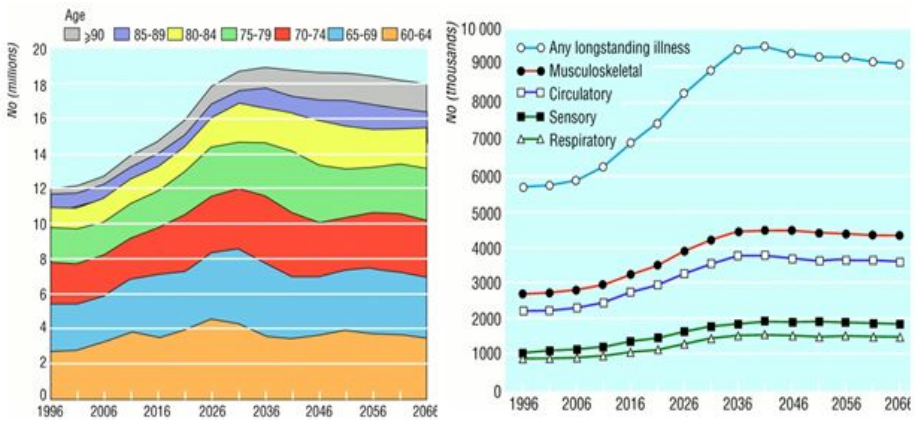 Age
≥90 85-89 80-84 75-79 70-74 65-69 60-64
No (millions)
20
18
16
14
12
10
8
6
4
2
0
1996 2006 2016 2026 2036 2046 2056 2066
No (thousands)
10 000
9000
8000
7000
6000
5000
4000
3000
2000
1000
0
Any longstanding illness
Musculoskeletal
Circulatory
Sensory
Respiratory
1996 2006 2016 2026 2036 2046 2056 2066